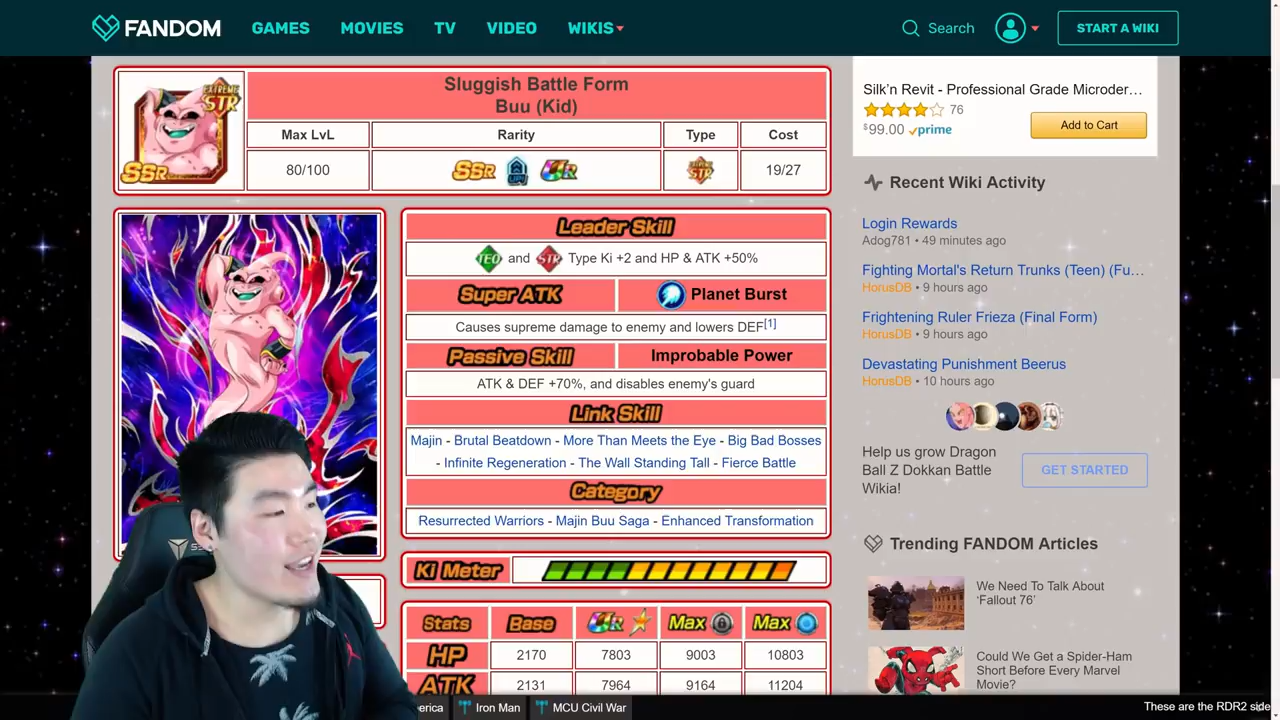 FANDOM
GAMES
MOVIES
TV
VIDEO
WIKIS
Search
START A WIKI
Sluggish Battle Form
Buu (Kid)
Max LvL
Rarity
Type
Cost
EXTREME
STR
SSR
80/100
SSR
UR
19/27
Leader Skill
TEQ and STR Type Ki +2 and HP & ATK +50%
Super ATK
Planet Burst
Causes supreme damage to enemy and lowers DEF[1]
Passive Skill
Improbable Power
ATK & DEF +70%, and disables enemy's guard
Link Skill
Majin - Brutal Beatdown - More Than Meets the Eye - Big Bad Bosses
- Infinite Regeneration - The Wall Standing Tall - Fierce Battle
Category
Resurrected Warriors - Majin Buu Saga - Enhanced Transformation
Ki Meter
Stats
Base
UR
Max
Max
HP
2170
7803
9003
10803
ATK
2131
7964
9164
11204
Silk'n Revit - Professional Grade Microder…
76
$99.00 prime
Add to Cart
Recent Wiki Activity
Login Rewards
Adog781 • 49 minutes ago
Fighting Mortal's Return Trunks (Teen) (Fu…
HorusDB • 9 hours ago
Frightening Ruler Frieza (Final Form)
HorusDB • 9 hours ago
Devastating Punishment Beerus
HorusDB • 10 hours ago
Help us grow Dragon
Ball Z Dokkan Battle
Wikia!
GET STARTED
Trending FANDOM Articles
We Need To Talk About
'Fallout 76'
Could We Get a Spider-Ham
Short Before Every Marvel
Movie?
erica
Iron Man
MCU Civil War
These are the RDR2 side